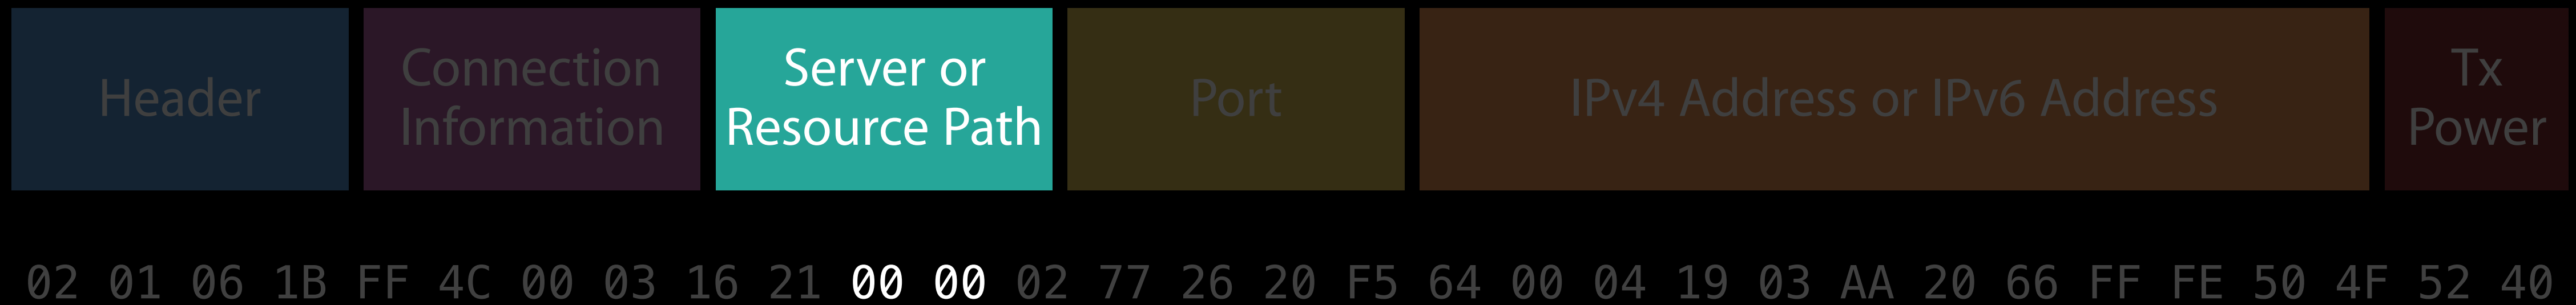 Header
Connection
Information
Server or
Resource Path
Port
IPv4 Address or IPv6 Address
Tx
Power
02 01 06 1B FF 4C 00 03 16 21 00 00 02 77 26 20 F5 64 00 04 19 03 AA 20 66 FF FE 50 4F 52 40